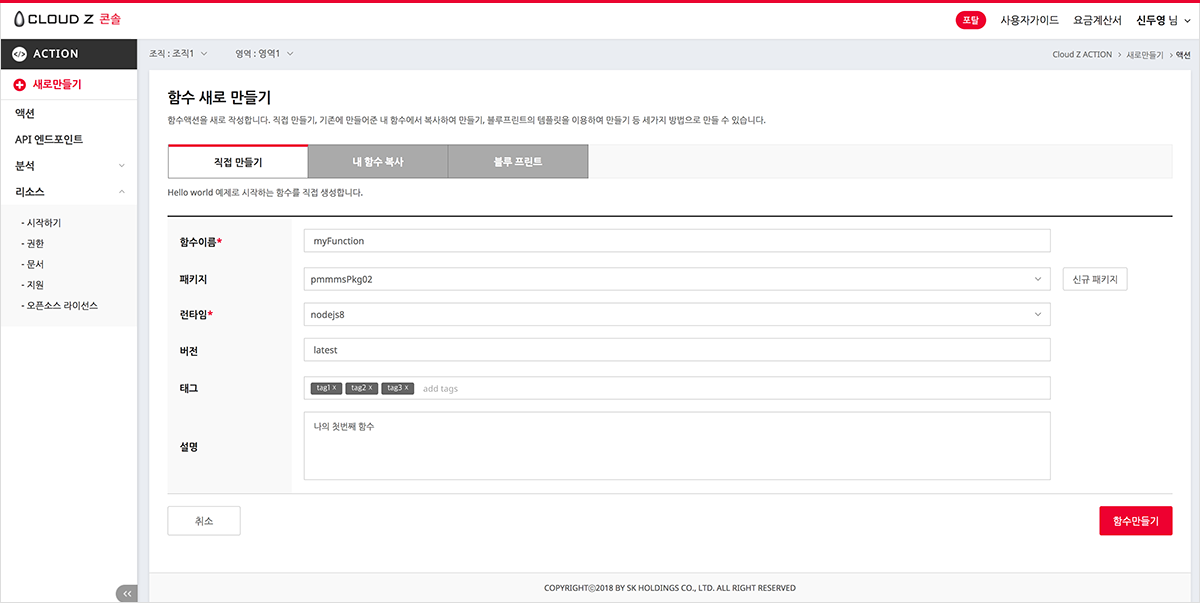 CLOUD Z 콘솔
포탈 사용자가이드 요금계산서 신두영 님
</> ACTION
조직 : 조직1 영역 : 영역1
Cloud Z ACTION > 새로만들기 > 액션
새로만들기
액션
API 엔드포인트
분석
리소스
- 시작하기
- 권한
- 문서
- 지원
- 오픈소스 라이선스
함수 새로 만들기
함수액션을 새로 작성합니다. 직접 만들기, 기존에 만들어준 내 함수에서 복사하여 만들기, 블루프린트의 템플릿을 이용하여 만들기 등 세가지 방법으로 만들 수 있습니다.
직접 만들기 내 함수 복사 블루 프린트
Hello world 예제로 시작하는 함수를 직접 생성합니다.
함수이름* myFunction
패키지 pmmmsPkg02 신규 패키지
런타임* nodejs8
버전 latest
태그 tag1 x tag2 x tag3 x add tags
설명 나의 첫번째 함수
취소 함수만들기
COPYRIGHTⓒ2018 BY SK HOLDINGS CO., LTD. ALL RIGHT RESERVED